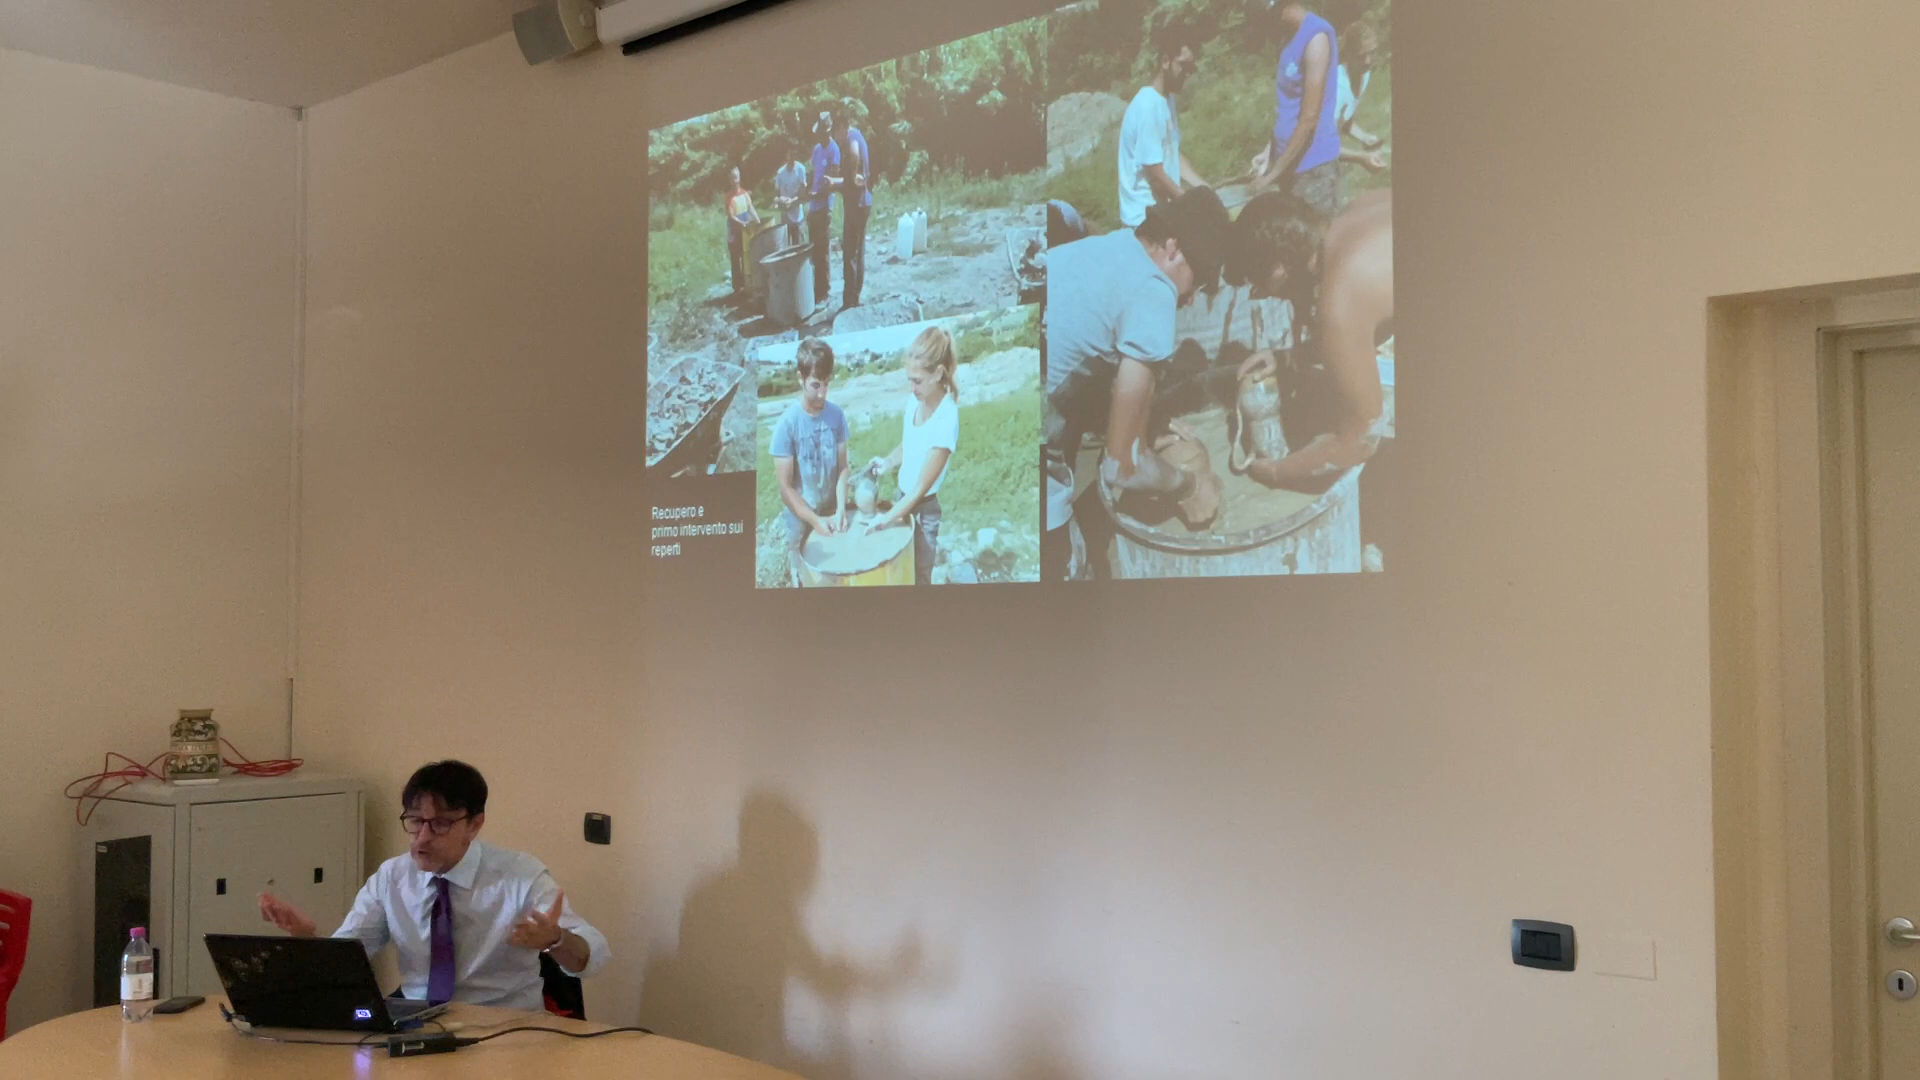 Recupero e
primo intervento sui
reperti